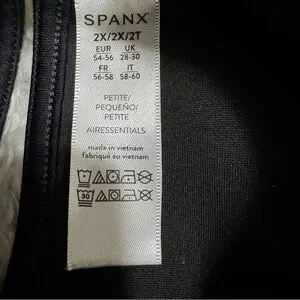 SPANX
2X/2X/2T
EUR UK
54-56 28-30
FR IT
56-58 58-60
PETITE/
PEQUEÑO/
PETITE
AIRESSENTIALS
made in vietnam
fabriqué au vietnam
30